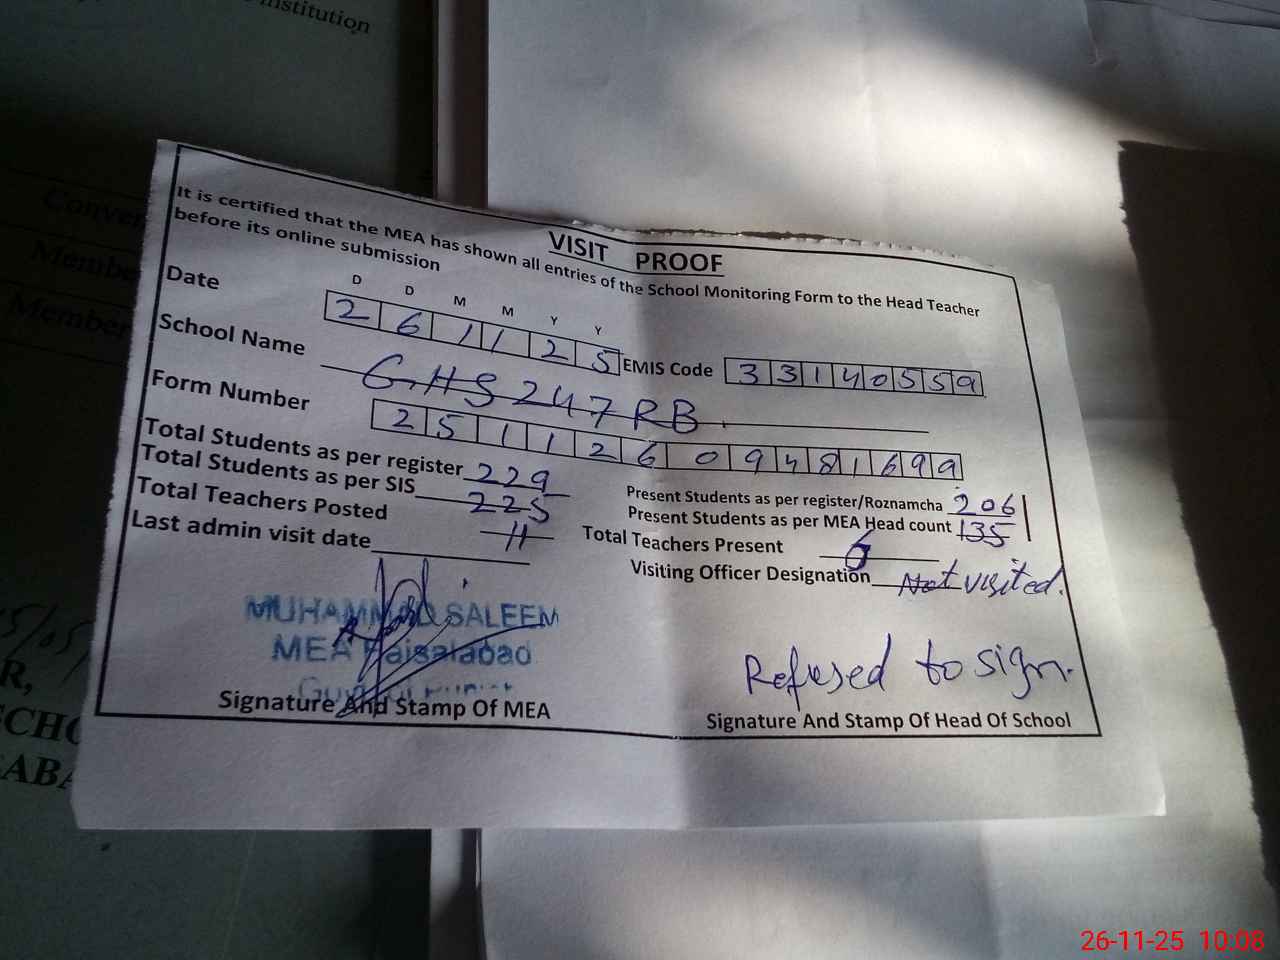 nstitution
VISIT PROOF
It is certified that the MEA has shown all entries of the School Monitoring Form to the Head Teacher
before its online submission
D D M M Y Y
Date 2 6 1 1 2 5 EMIS Code 3 3 1 4 0 5 5 9
School Name G.HS 247 RB
Form Number 2 5 1 1 2 6 0 9 4 8 1 6 9 9
Total Students as per register 229 Present Students as per register/Roznamcha 206
Total Students as per SIS 225 Present Students as per MEA Head count 135
Total Teachers Posted 11 Total Teachers Present 6
Last admin visit date Visiting Officer Designation Not visited.
MUHAMMAD SALEEM
MEA Faisalabad
Refused to sign.
Signature And Stamp Of MEA Signature And Stamp Of Head Of School
Member
Member
R,
26-11-25 10:08